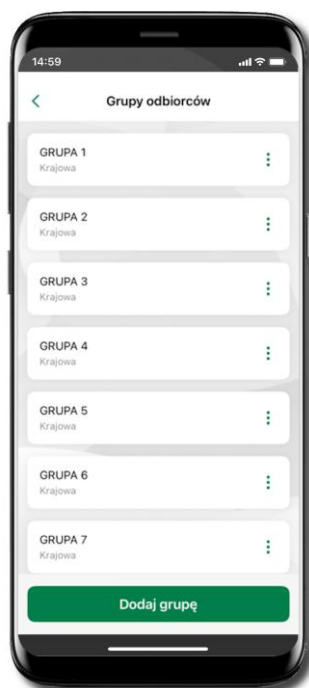 14:59
Grupy odbiorców
GRUPA 1
Krajowa
GRUPA 2
Krajowa
GRUPA 3
Krajowa
GRUPA 4
Krajowa
GRUPA 5
Krajowa
GRUPA 6
Krajowa
GRUPA 7
Krajowa
Dodaj grupę